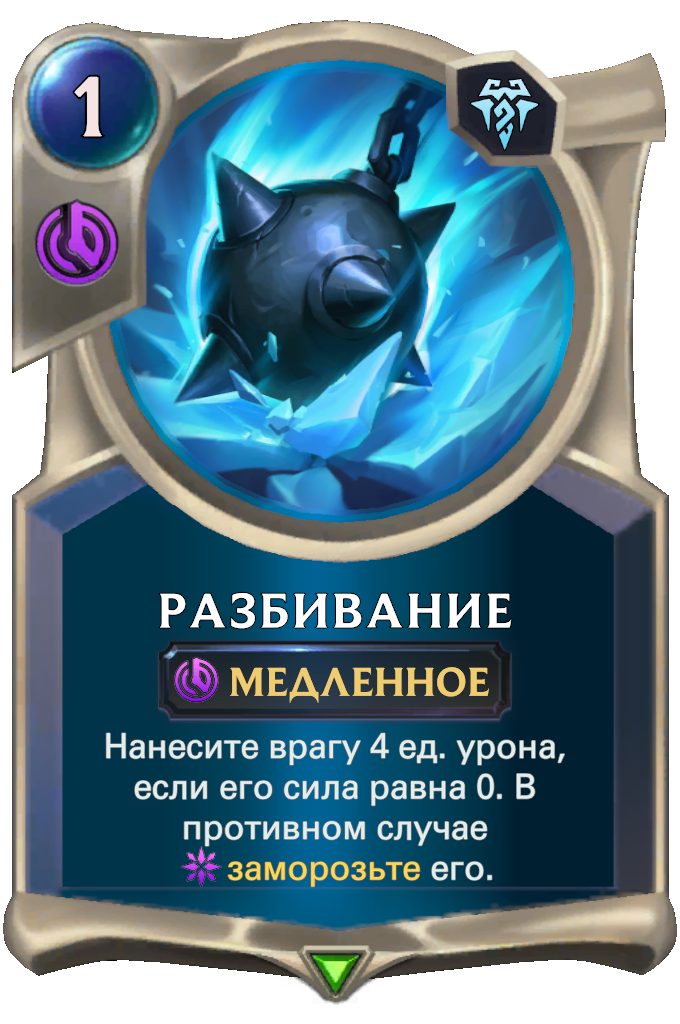 1
РАЗБИВАНИЕ
МЕДЛЕННОЕ
Нанесите врагу 4 ед. урона,
если его сила равна 0. В
противном случае
заморозьте его.